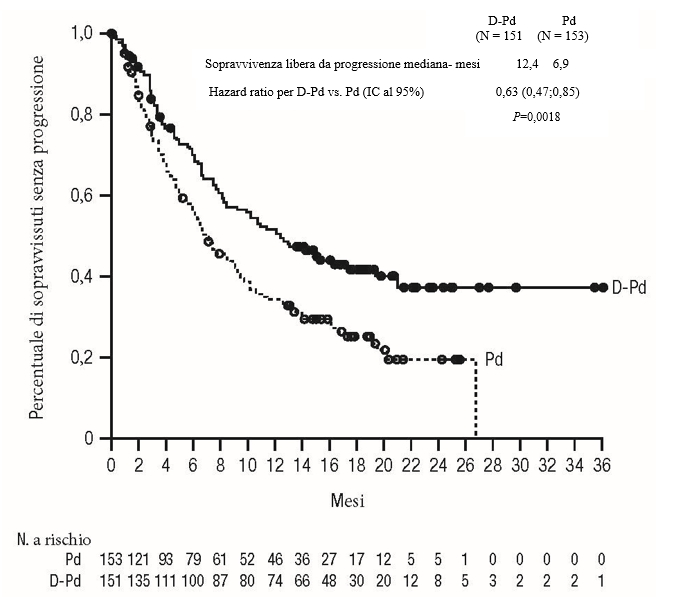 D-Pd Pd
(N = 151 (N = 153)
Sopravvivenza libera da progressione mediana- mesi 12,4 6,9
Hazard ratio per D-Pd vs. Pd (IC al 95%) 0,63 (0,47;0,85)
P=0,0018
Percentuale di sopravvissuti senza progressione
1,0
0,8
0,6
0,4
0,2
0
D-Pd
Pd
0 2 4 6 8 10 12 14 16 18 20 22 24 26 28 30 32 34 36
Mesi
N. a rischio
Pd 153 121 93 79 61 52 46 36 27 17 12 5 5 1 0 0 0 0 0
D-Pd 151 135 111 100 87 80 74 66 48 30 20 12 8 5 3 2 2 2 1